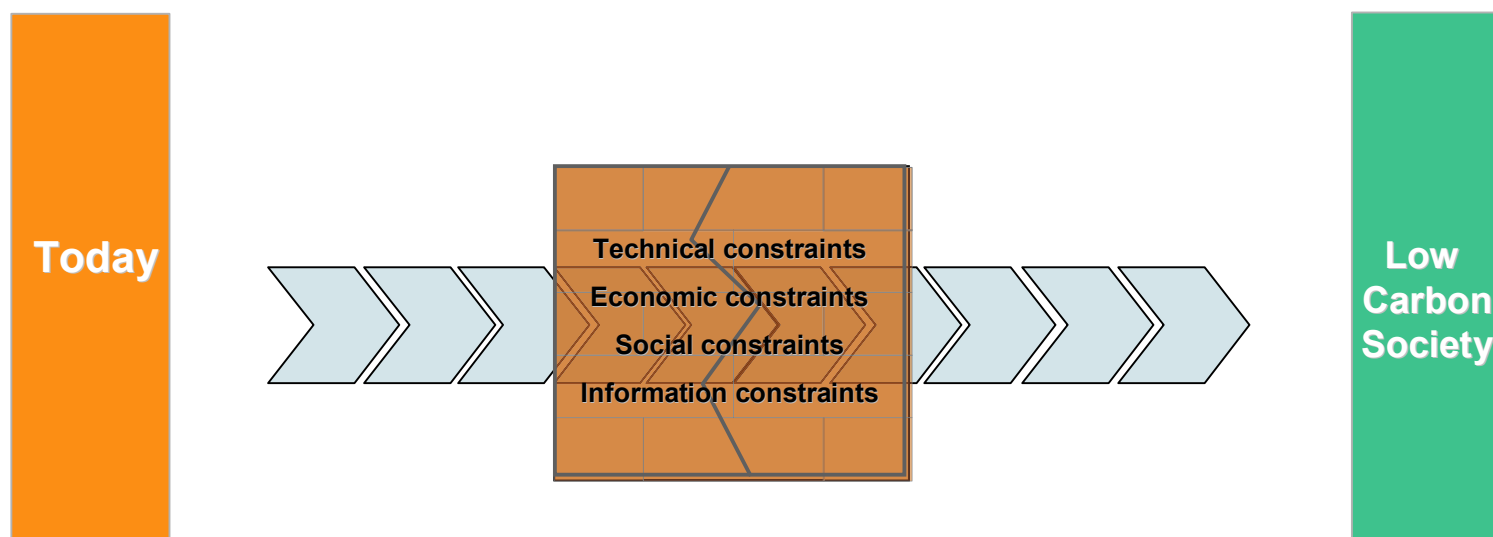 Today
Technical constraints
Economic constraints
Social constraints
Information constraints
Low
Carbon
Society